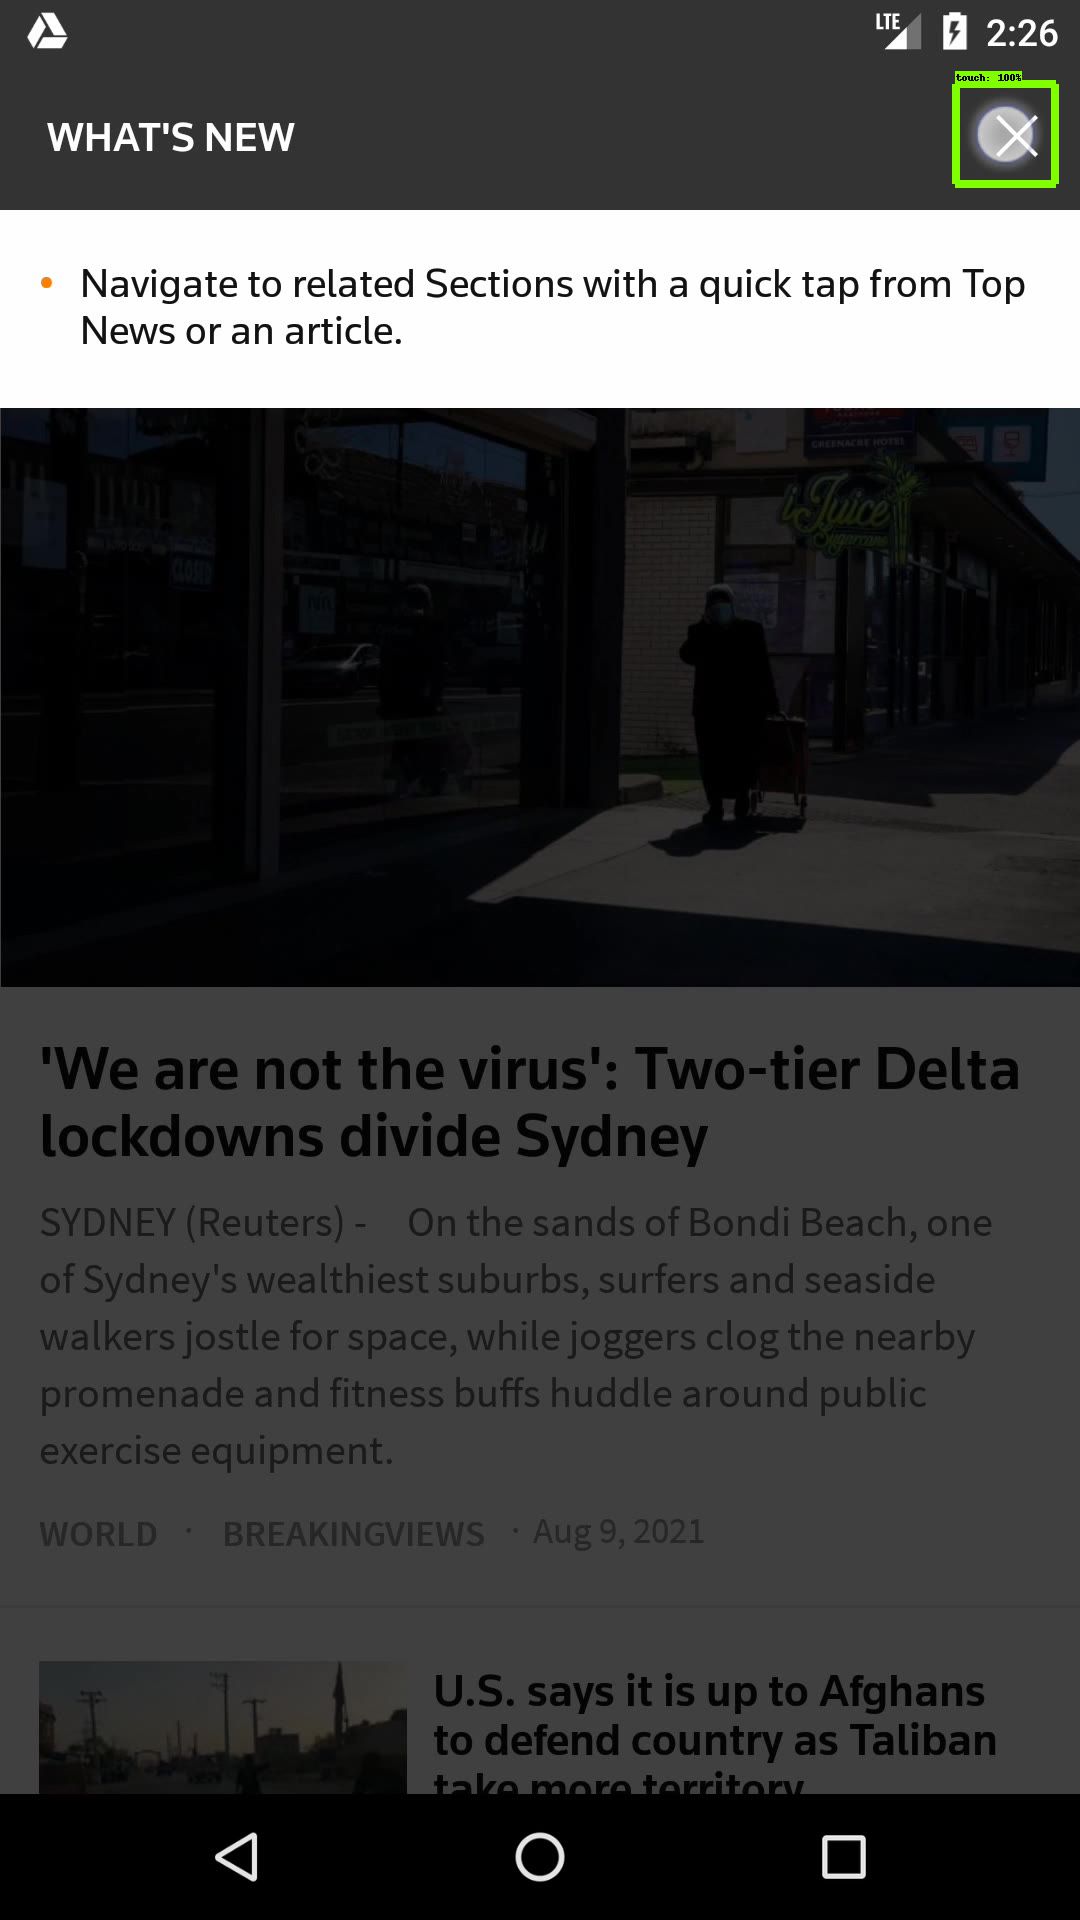 LTE 2:26
touch: 100%
WHAT'S NEW
• Navigate to related Sections with a quick tap from Top
News or an article.
GREENACRE HOTEL
iJuice
Sugarcane
CLOSED
'We are not the virus': Two-tier Delta
lockdowns divide Sydney
SYDNEY (Reuters) - On the sands of Bondi Beach, one
of Sydney's wealthiest suburbs, surfers and seaside
walkers jostle for space, while joggers clog the nearby
promenade and fitness buffs huddle around public
exercise equipment.
WORLD · BREAKINGVIEWS · Aug 9, 2021
U.S. says it is up to Afghans
to defend country as Taliban
take more territory